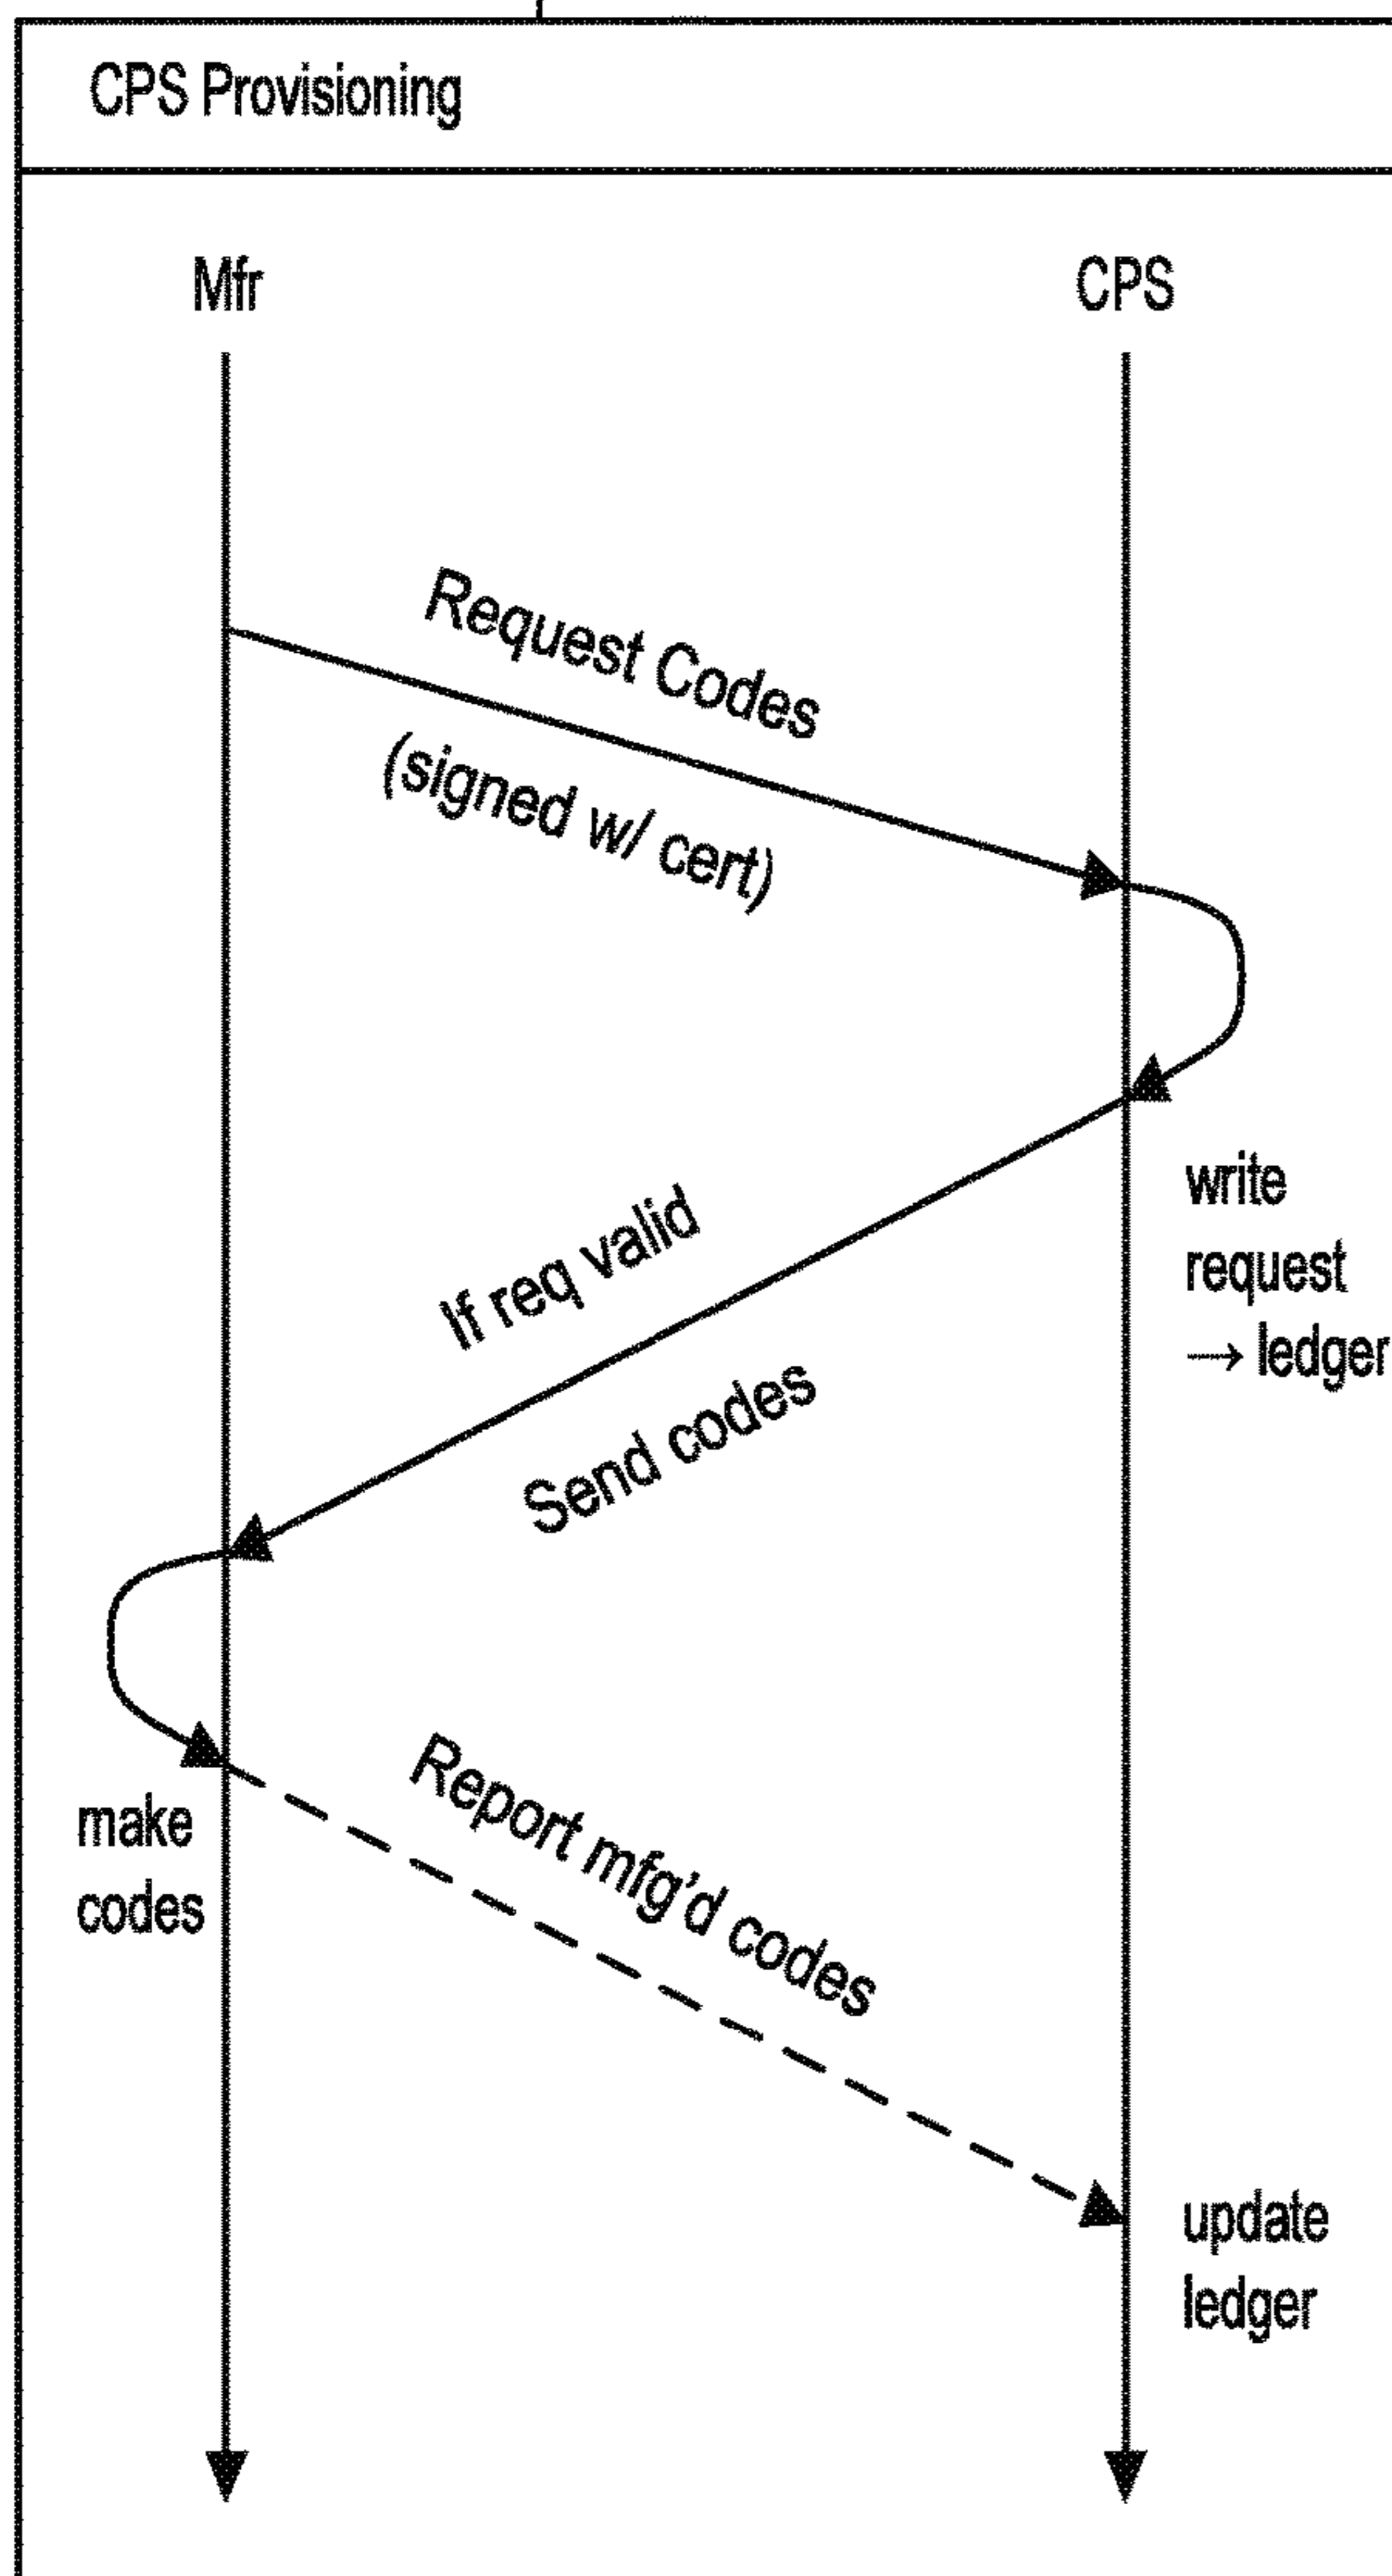 CPS Provisioning
Mfr
CPS
Request Codes
(signed w/ cert)
write
request
→ ledger
If req valid
Send codes
make
codes
Report mfg'd codes
update
ledger